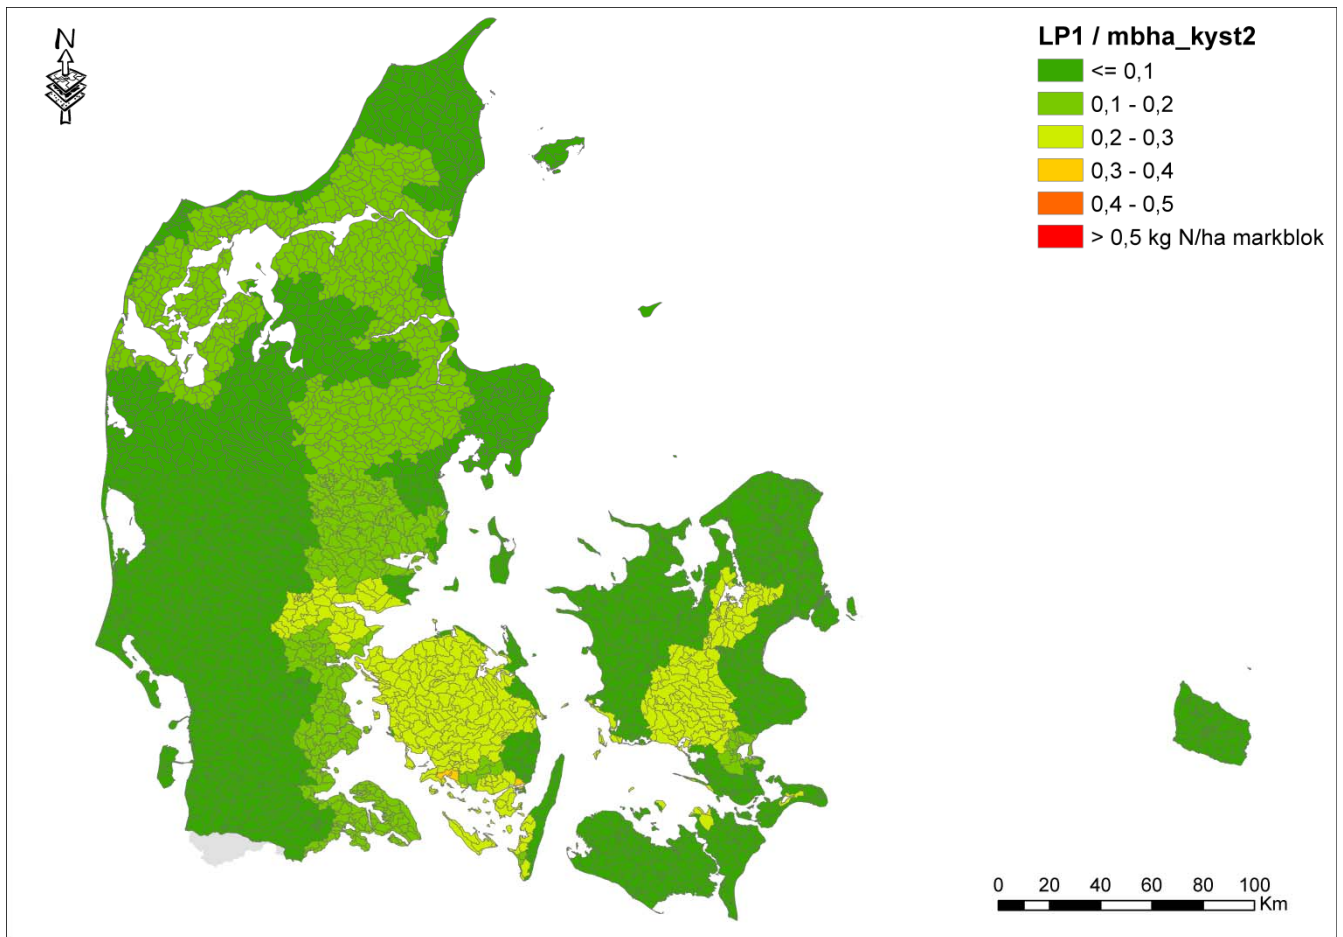 N
LP1 / mbha_kyst2
<= 0,1
0,1 - 0,2
0,2 - 0,3
0,3 - 0,4
0,4 - 0,5
> 0,5 kg N/ha markblok
0 20 40 60 80 100
Km